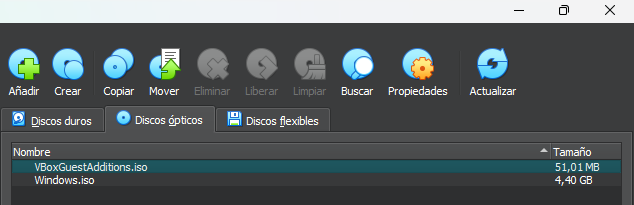 Añadir Crear Copiar Mover Eliminar Liberar Limpiar Buscar Propiedades Actualizar
Discos duros Discos ópticos Discos flexibles
Nombre Tamaño
VBoxGuestAdditions.iso 51,01 MB
Windows.iso 4,40 GB